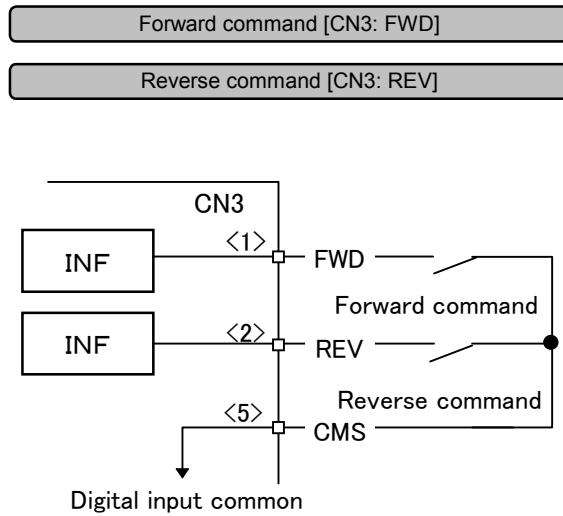 Forward command [CN3: FWD]
Reverse command [CN3: REV]
CN3
INF
<1>
FWD
Forward command
INF
<2>
REV
Reverse command
<5>
CMS
Digital input common